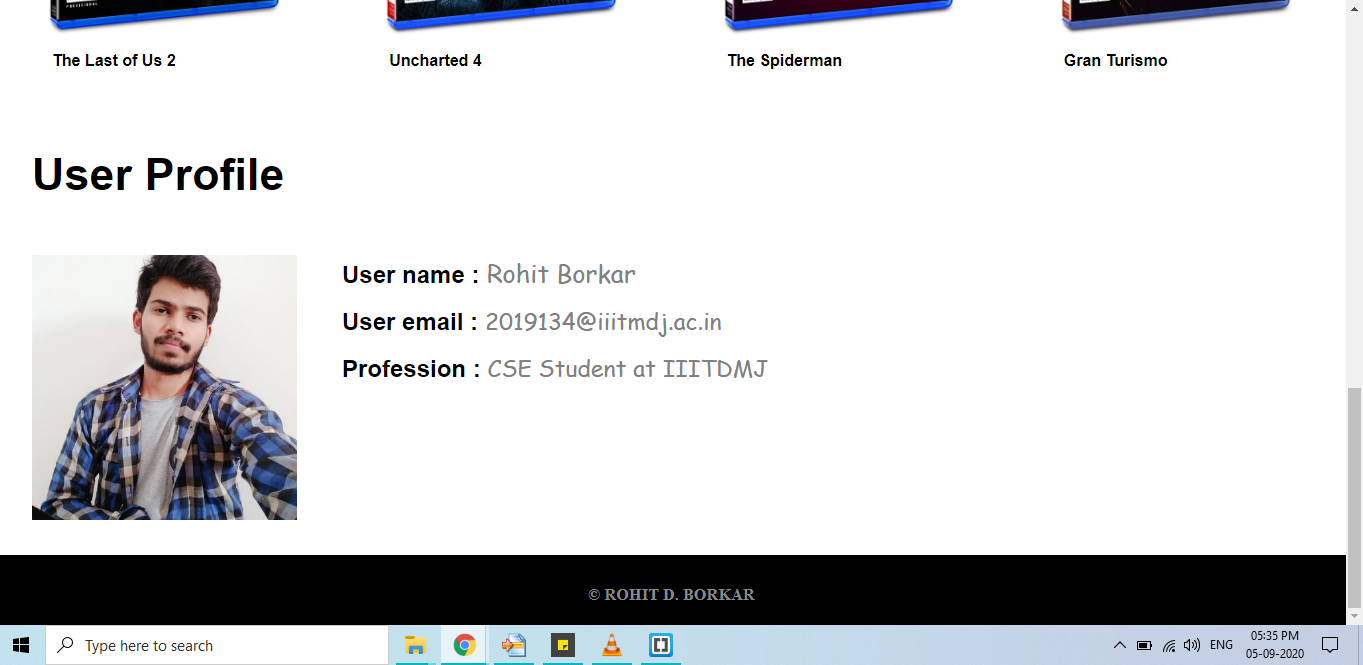 PROVISIONAL
The Last of Us 2 Uncharted 4 The Spiderman Gran Turismo
User Profile
User name : Rohit Borkar
User email : 2019134@iiitmdj.ac.in
Profession : CSE Student at IIITDMJ
© ROHIT D. BORKAR
Type here to search ENG 05:35 PM
05-09-2020